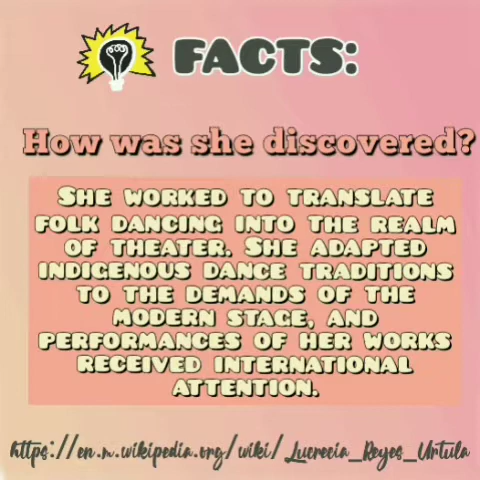 FACTS:
How was she discovered?
SHE WORKED TO TRANSLATE
FOLK DANCING INTO THE REALM
OF THEATER. SHE ADAPTED
INDIGENOUS DANCE TRADITIONS
TO THE DEMANDS OF THE
MODERN STAGE, AND
PERFORMANCES OF HER WORKS
RECEIVED INTERNATIONAL
ATTENTION.
https://en.m.wikipedia.org/wiki/Lucrecia_Reyes_Urtula